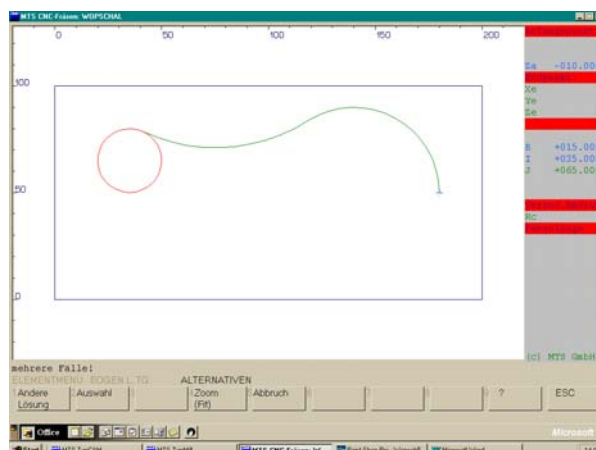 MTS CNC-Fräsen: WOPSCHAL
0 50 100 150 200
100
50
0
Za -010.00
Xe
Ye
Ze
R +015.00
I +035.00
J +065.00
Rc
(c) MTS GmbH
mehrere Fälle!
ELEMENTMENU BOGEN L TG ALTERNATIVEN
Andere Lösung
Auswahl
Zoom (Fit)
Abbruch
?
ESC
Office
Microsoft
Start